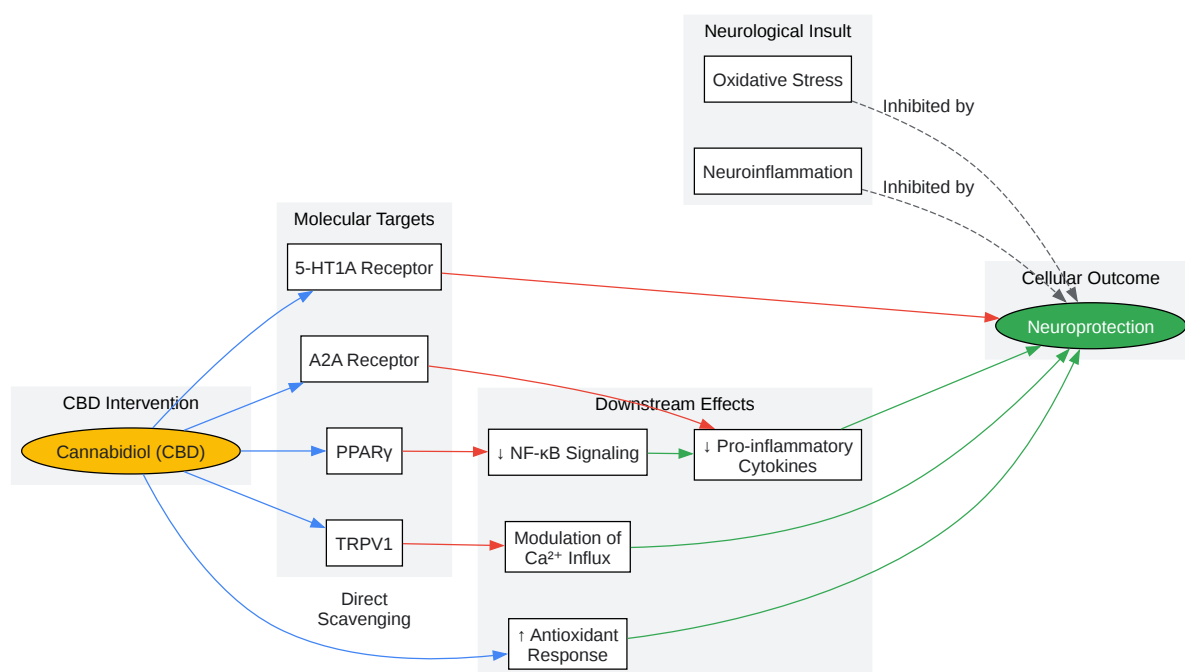 Neurological Insult
Oxidative Stress
Inhibited by
Neuroinflammation
Inhibited by
Molecular Targets
5-HT1A Receptor
Cellular Outcome
Neuroprotection
A2A Receptor
CBD Intervention
Cannabidiol (CBD)
Downstream Effects
PPARγ
↓ NF-κB Signaling
↓ Pro-inflammatory
Cytokines
TRPV1
Modulation of
Ca²⁺ Influx
Direct
Scavenging
↑ Antioxidant
Response